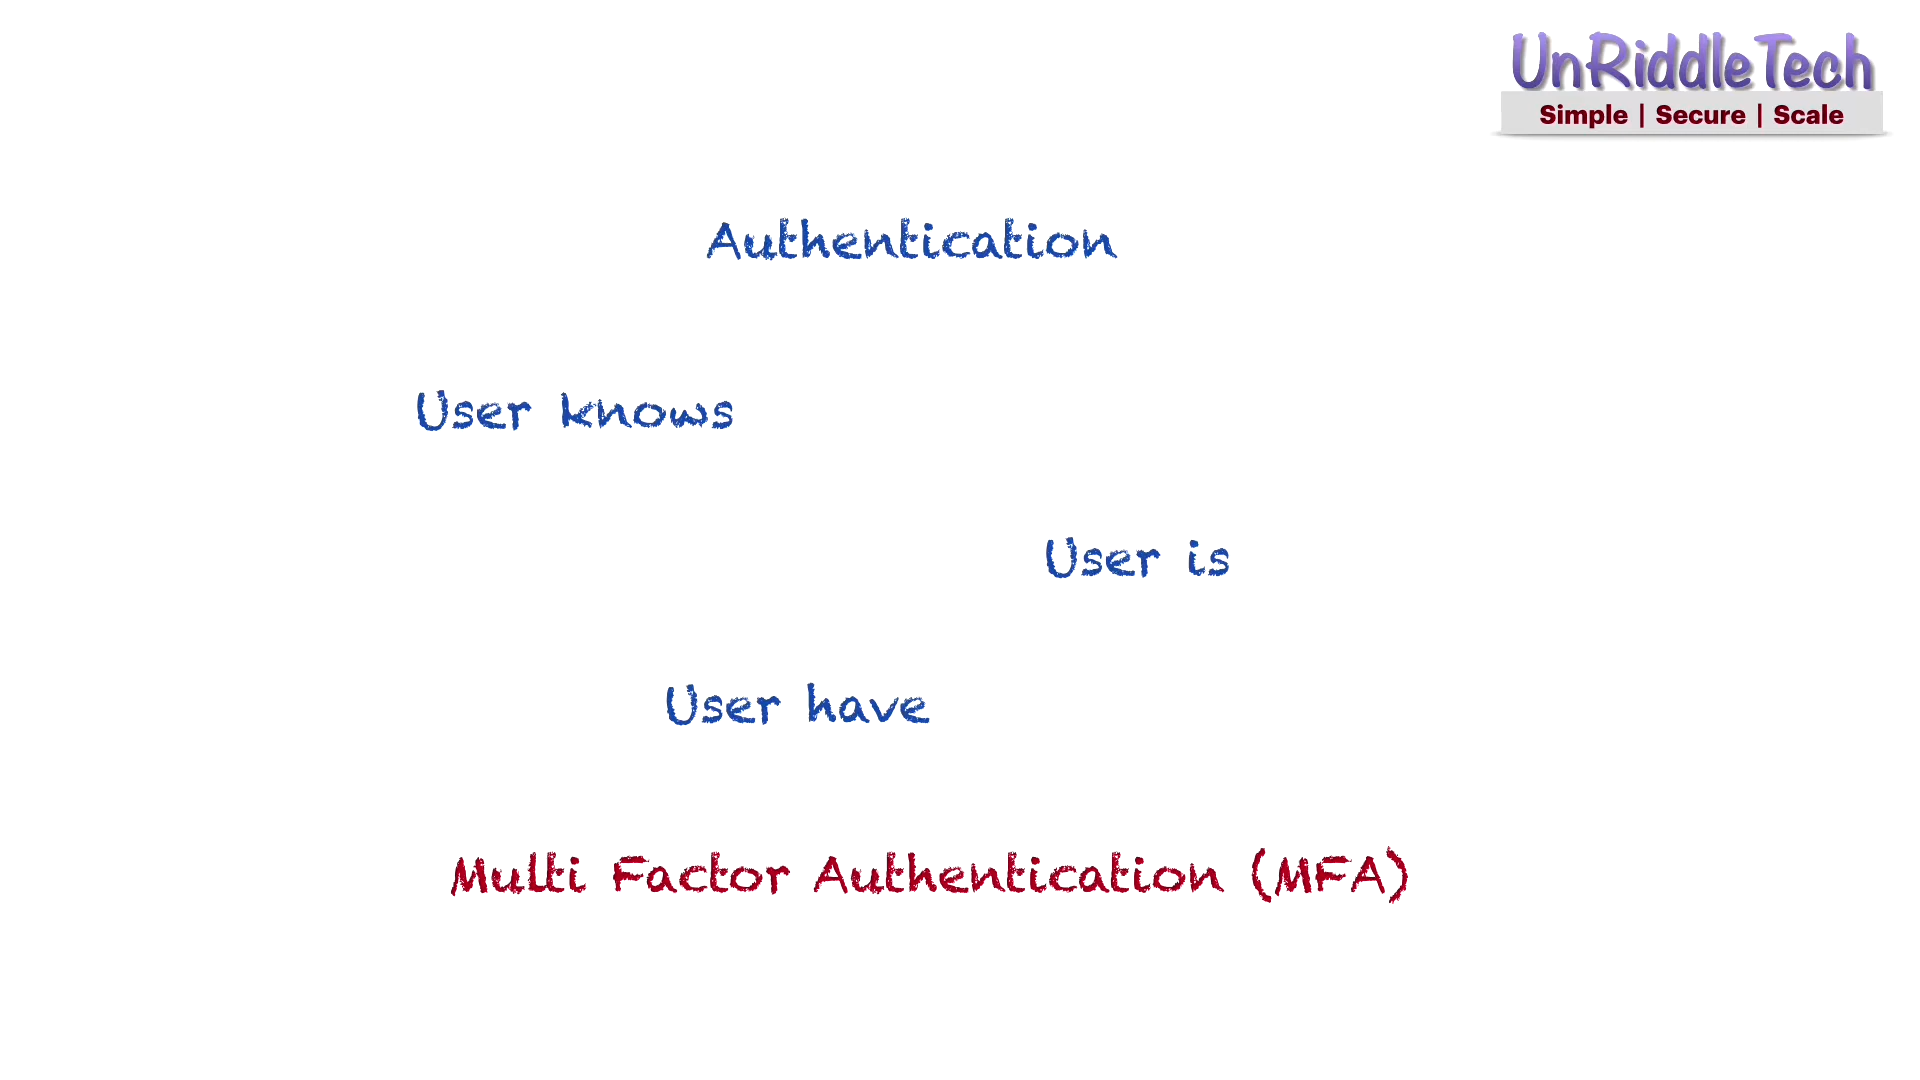 UnRiddleTech
Simple | Secure | Scale
Authentication
User knows
User is
User have
Multi Factor Authentication (MFA)